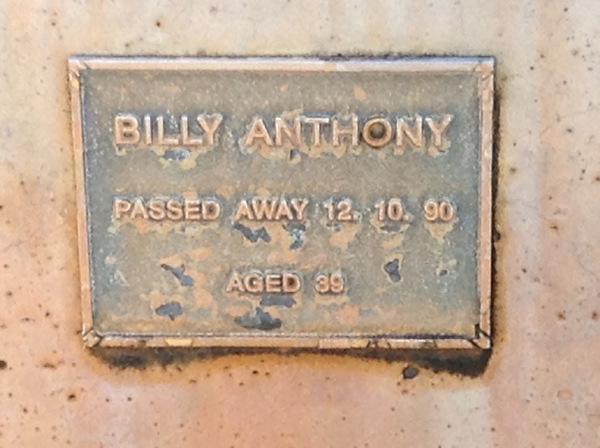 BILLY ANTHONY
PASSED AWAY 12. 10. 90
AGED 39